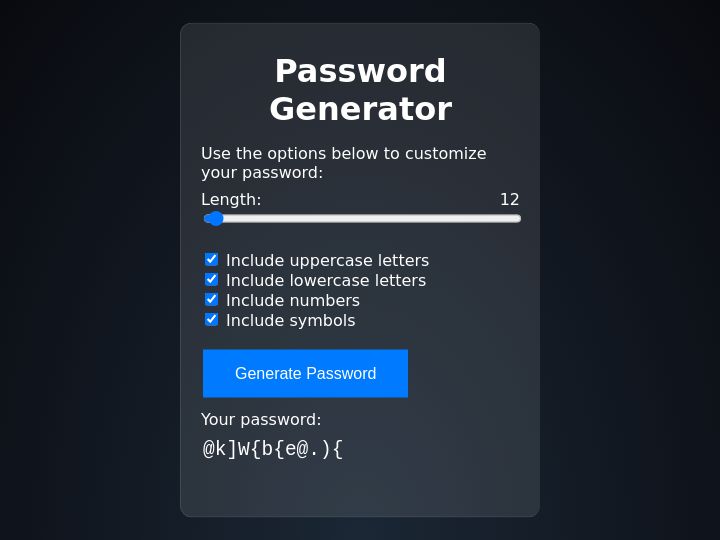 Password
Generator
Use the options below to customize
your password:
Length: 12
Include uppercase letters
Include lowercase letters
Include numbers
Include symbols
Generate Password
Your password:
@k]W{b{e@.){